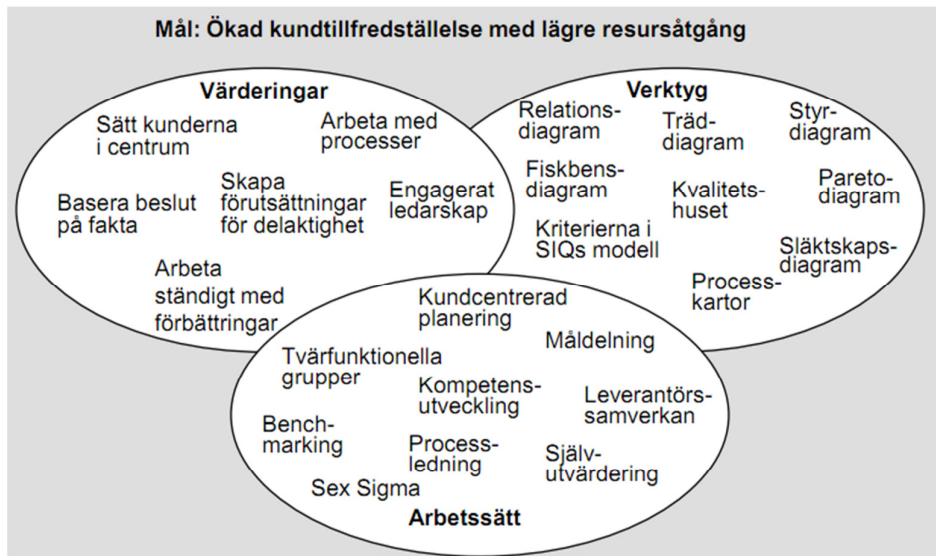 Mål: Ökad kundtillfredställelse med lägre resursåtgång
Värderingar
Sätt kunderna
i centrum
Arbeta med
processer
Basera beslut
på fakta
Skapa
förutsättningar
för delaktighet
Engagerat
ledarskap
Arbeta
ständigt med
förbättringar
Verktyg
Relations-
diagram
Träd-
diagram
Styr-
diagram
Fiskbens-
diagram
Kvalitets-
huset
Pareto-
diagram
Kriterierna i
SIQs modell
Släktskaps-
diagram
Process-
kartor
Kundcentrerad
planering
Måldelning
Tvärfunktionella
grupper
Kompetens-
utveckling
Leverantörs-
samverkan
Bench-
marking
Process-
ledning
Själv-
utvärdering
Sex Sigma
Arbetssätt